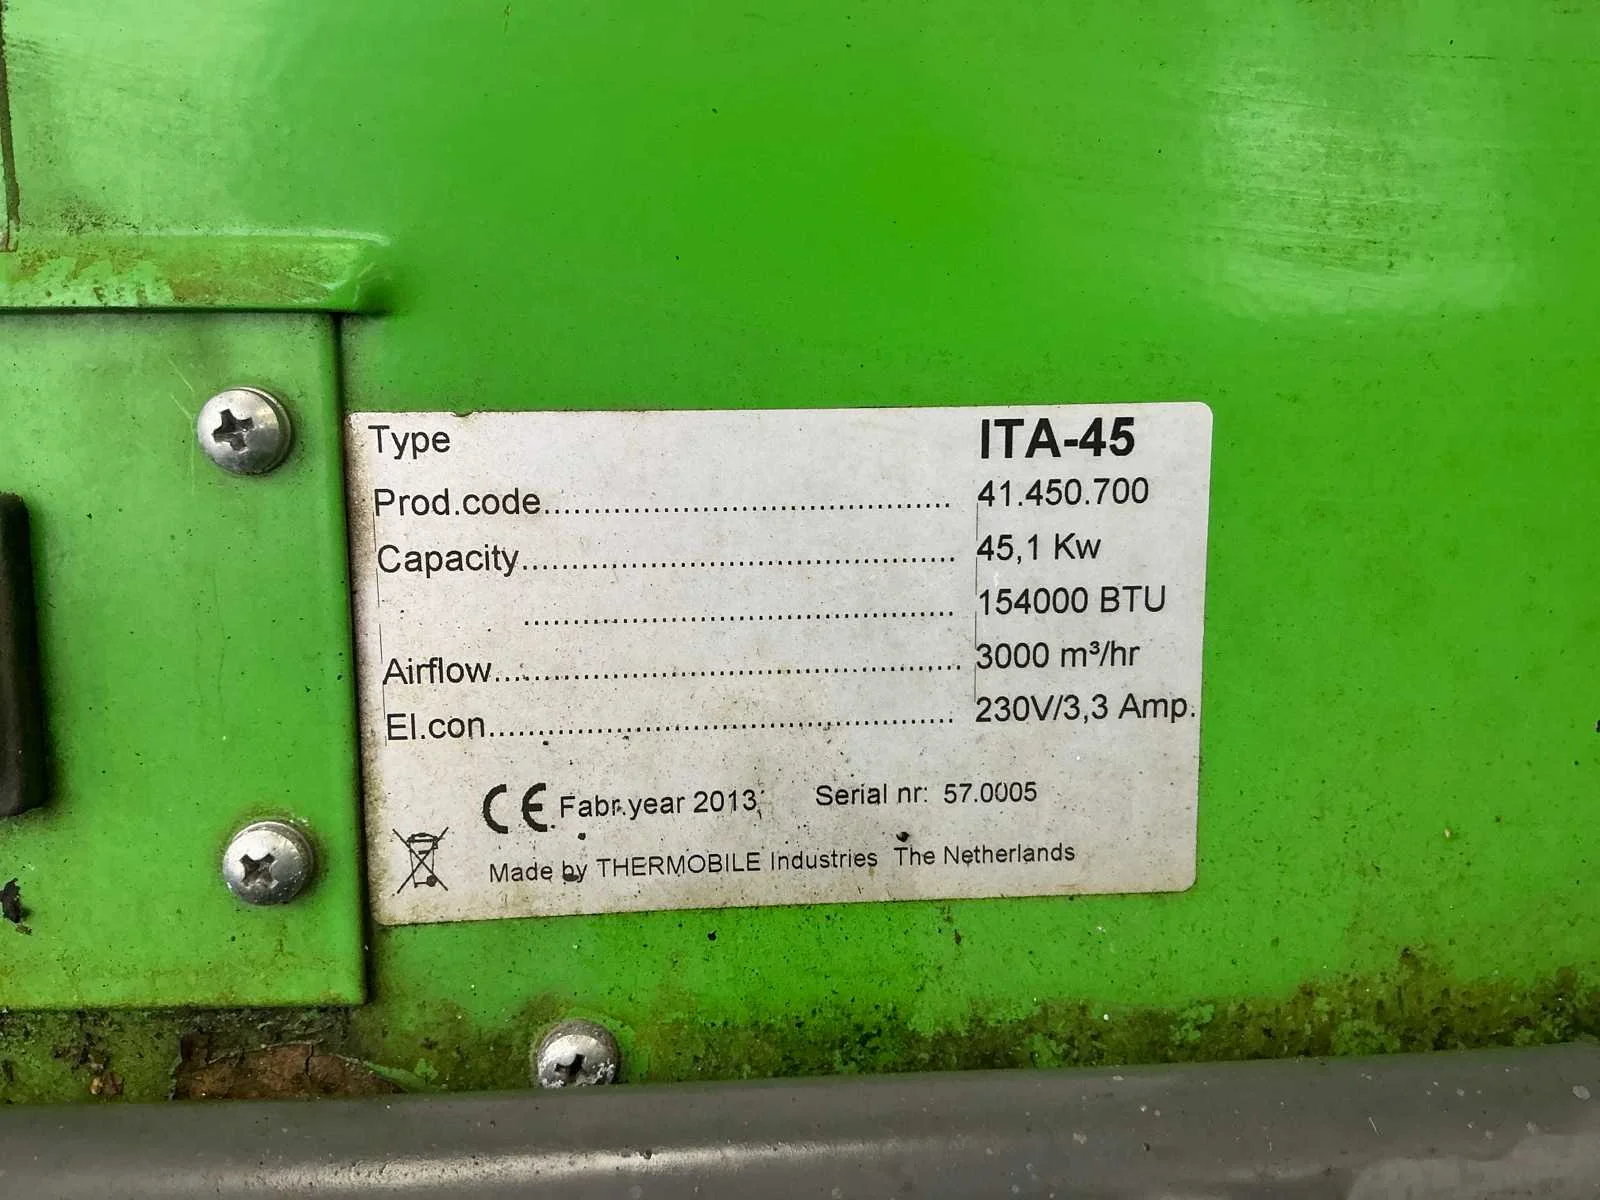 Type ITA-45
Prod.code........................................ 41.450.700
Capacity........................................... 45,1 Kw
........................................... 154000 BTU
Airflow.............................................. 3000 m³/hr
El.con.............................................. 230V/3,3 Amp.
CE Fabr.year 2013 Serial nr: 57.0005
Made by THERMOBILE Industries The Netherlands